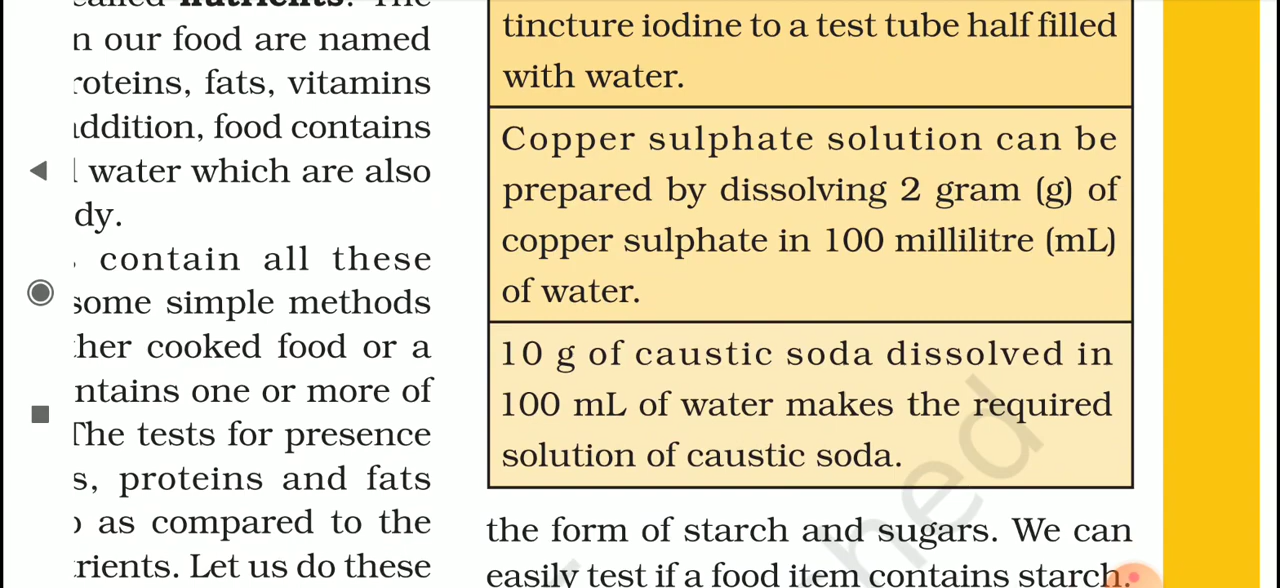 n our food are named
roteins, fats, vitamins
addition, food contains
water which are also
dy.
contain all these
some simple methods
her cooked food or a
ntains one or more of
The tests for presence
s, proteins and fats
as compared to the
rients. Let us do these
tincture iodine to a test tube half filled
with water.
Copper sulphate solution can be
prepared by dissolving 2 gram (g) of
copper sulphate in 100 millilitre (mL)
of water.
10 g of caustic soda dissolved in
100 mL of water makes the required
solution of caustic soda.
the form of starch and sugars. We can
easily test if a food item contains starch.